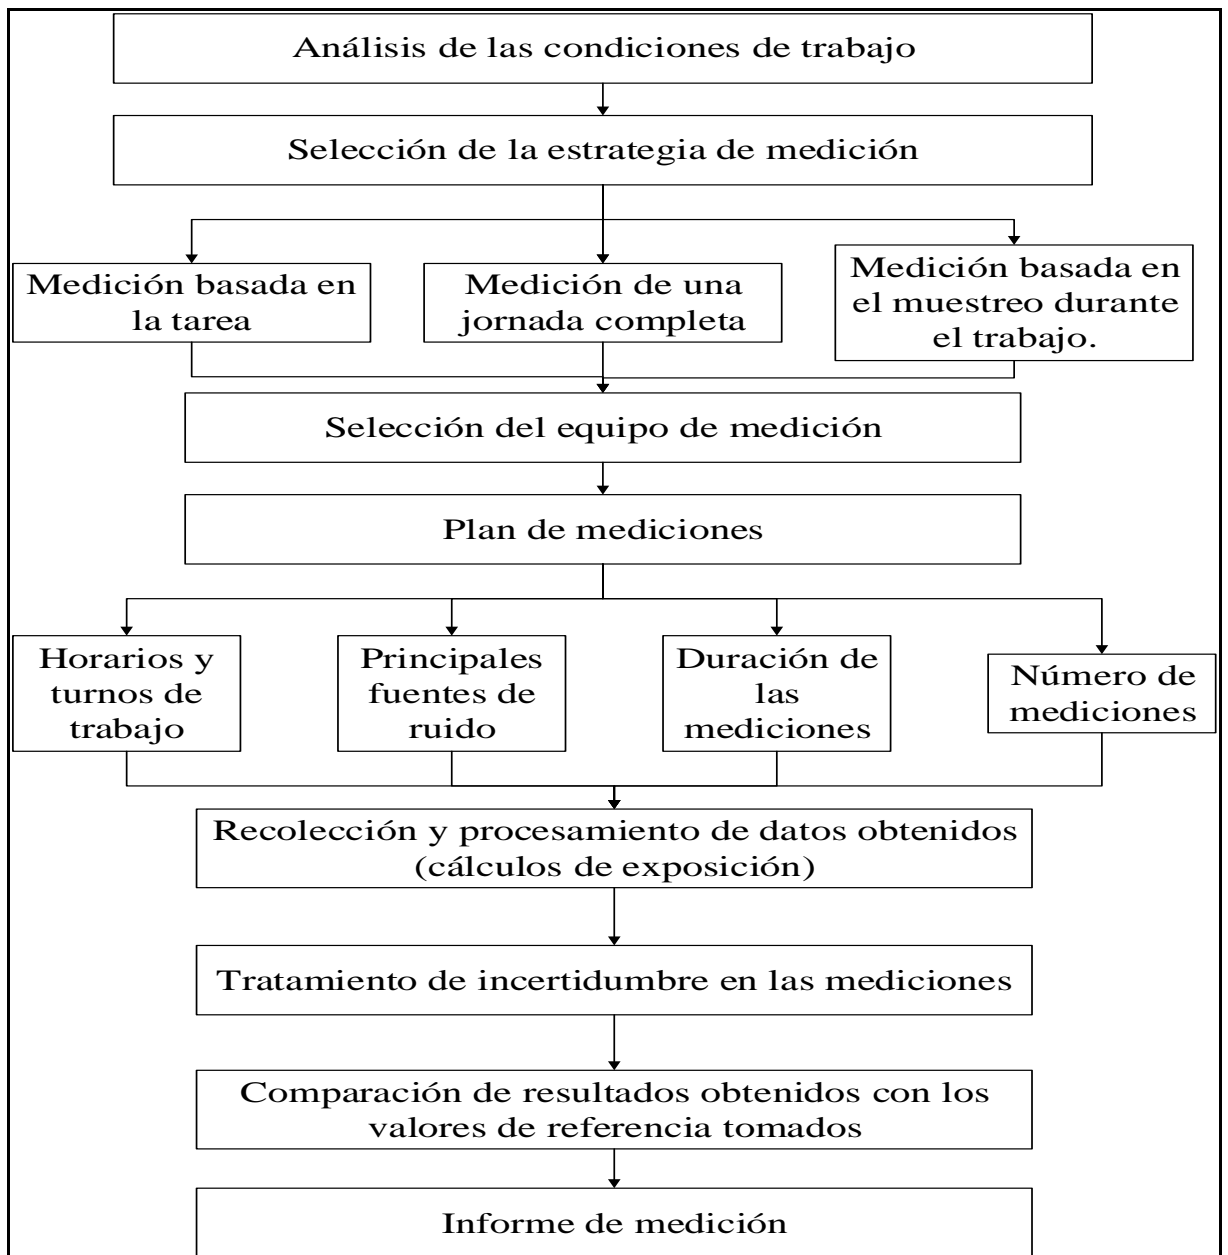 Análisis de las condiciones de trabajo
Selección de la estrategia de medición
Medición basada en
la tarea
Medición de una
jornada completa
Medición basada en
el muestreo durante
el trabajo.
Selección del equipo de medición
Plan de mediciones
Horarios y
turnos de
trabajo
Principales
fuentes de
ruido
Duración de
las
mediciones
Número de
mediciones
Recolección y procesamiento de datos obtenidos
(cálculos de exposición)
Tratamiento de incertidumbre en las mediciones
Comparación de resultados obtenidos con los
valores de referencia tomados
Informe de medición